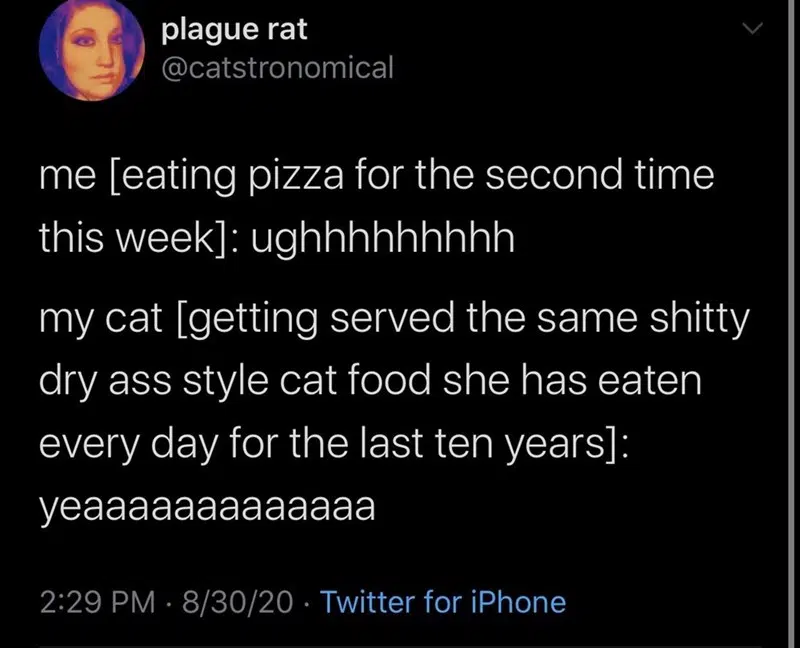 plague rat
@catstronomical
me [eating pizza for the second time
this week]: ughhhhhhhhhh
my cat [getting served the same shitty
dry ass style cat food she has eaten
every day for the last ten years]:
yeaaaaaaaaaaaaa
2:29 PM · 8/30/20 · Twitter for iPhone